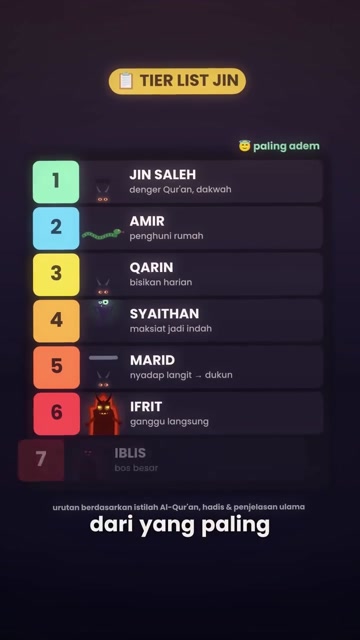 📋 TIER LIST JIN
😇 paling adem
1
JIN SALEH
denger Qur'an, dakwah
2
AMIR
penghuni rumah
3
QARIN
bisikan harian
4
SYAITHAN
maksiat jadi indah
5
MARID
nyadap langit → dukun
6
IFRIT
ganggu langsung
7
IBLIS
bos besar
urutan berdasarkan istilah Al-Qur'an, hadis & penjelasan ulama
dari yang paling